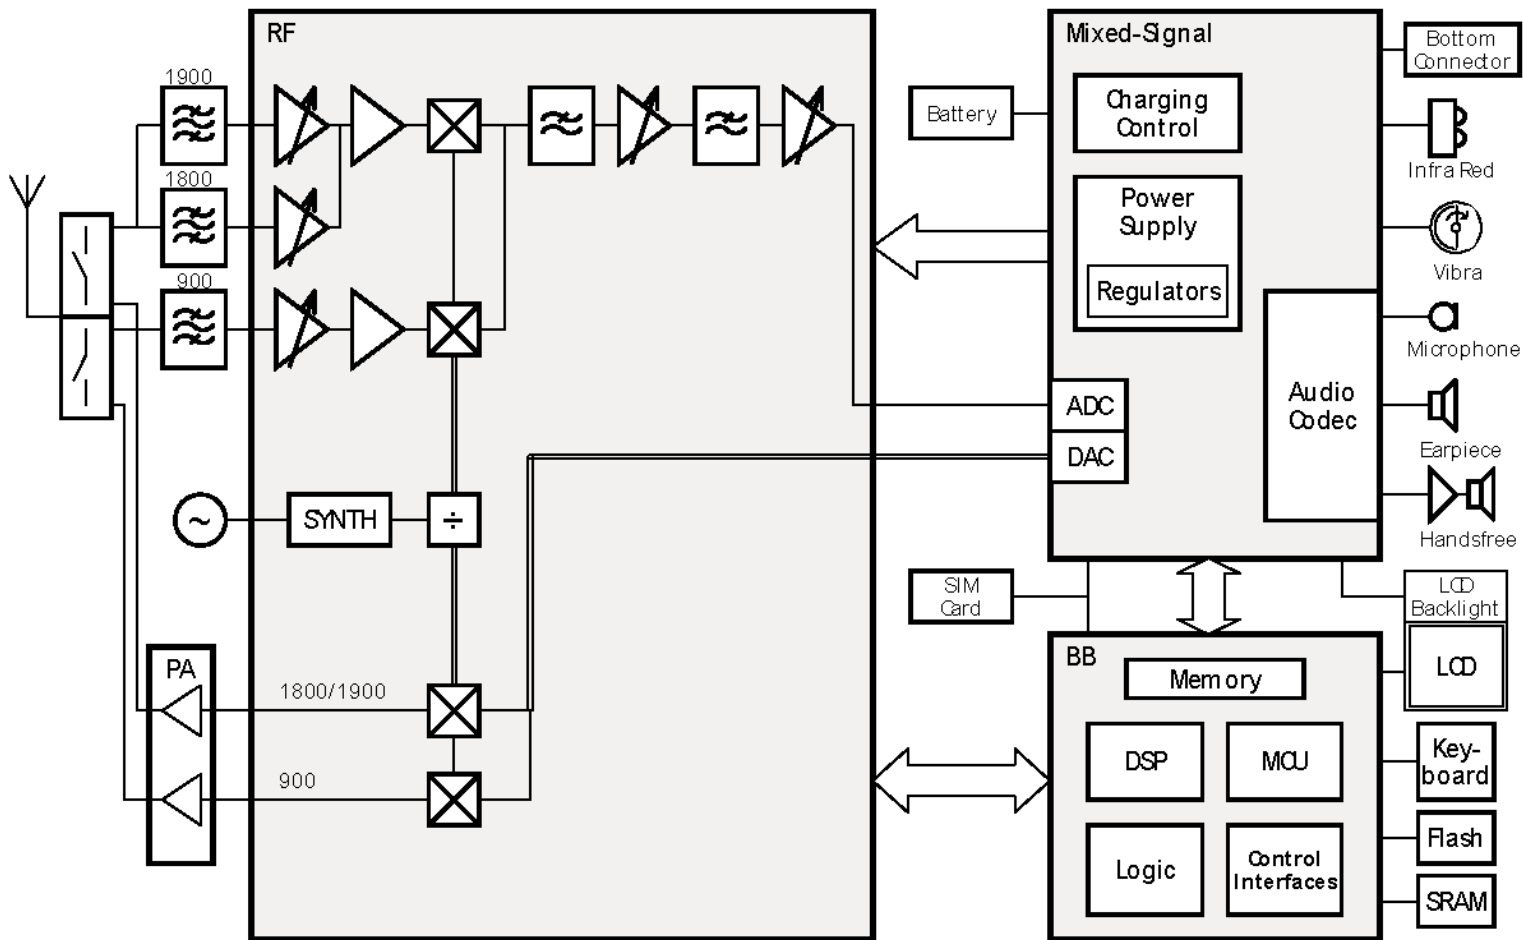 RF
1900
1800
900
SYNTH
÷
~
PA
1800/1900
900
Mixed-Signal
Charging
Control
Power
Supply
Regulators
ADC
DAC
Audio
Codec
Battery
SIM
Card
Bottom
Connector
Infra Red
Vibra
Microphone
Earpiece
Handsfree
LCD
Backlight
LCD
BB
Memory
DSP
MCU
Logic
Control
Interfaces
Key-
board
Flash
SRAM